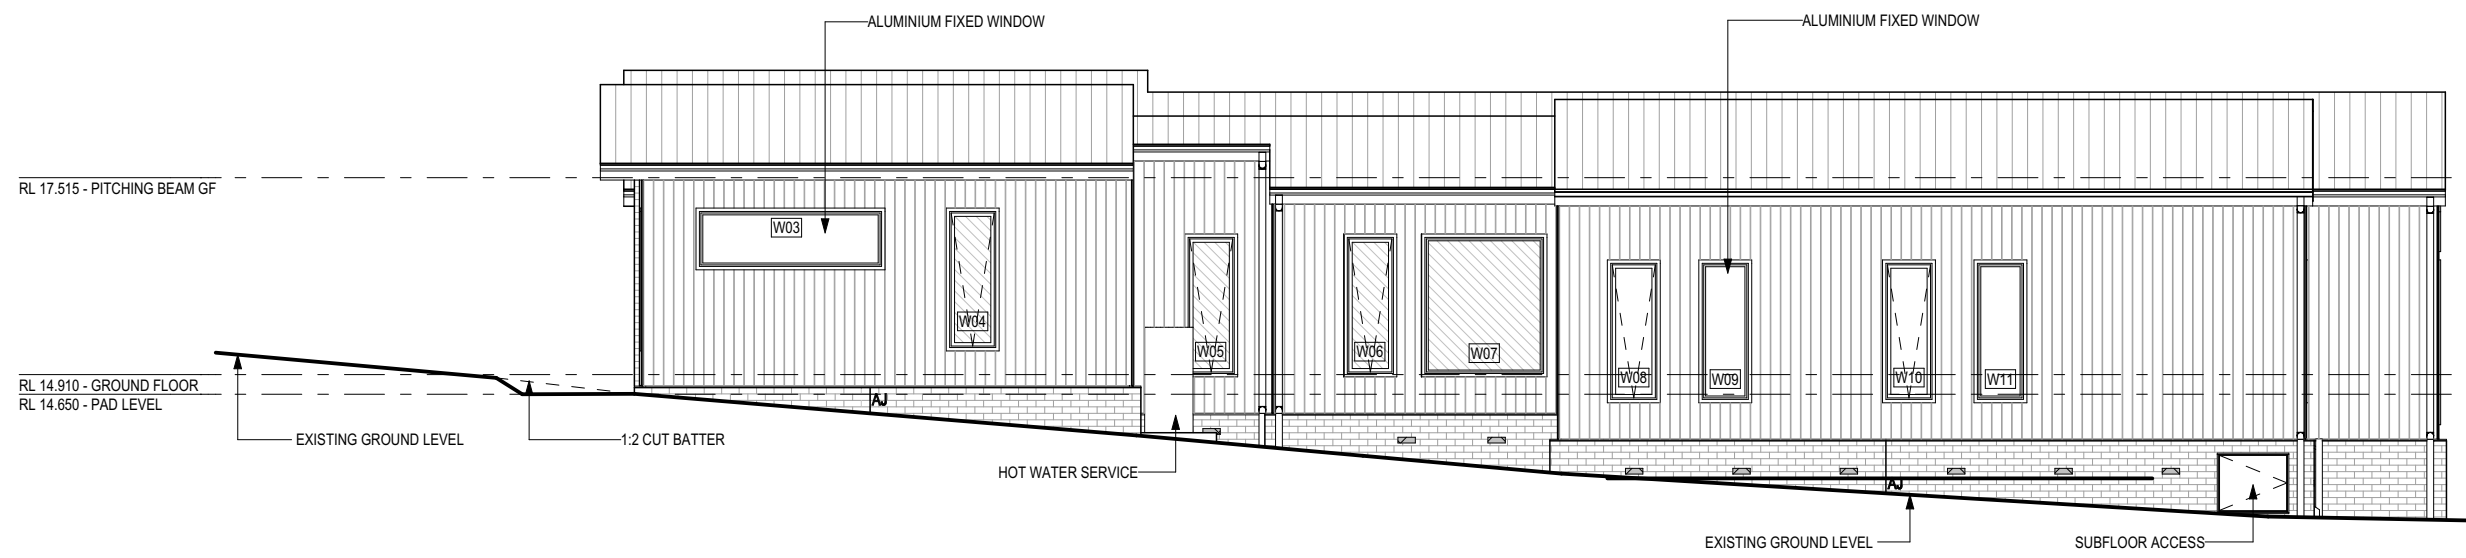 ALUMINIUM FIXED WINDOW
ALUMINIUM FIXED WINDOW
RL 17.515 - PITCHING BEAM GF
W03
W04
W05
W06
W07
W08
W09
W10
W11
RL 14.910 - GROUND FLOOR
RL 14.650 - PAD LEVEL
AJ
EXISTING GROUND LEVEL
1:2 CUT BATTER
HOT WATER SERVICE
AJ
EXISTING GROUND LEVEL
SUBFLOOR ACCESS